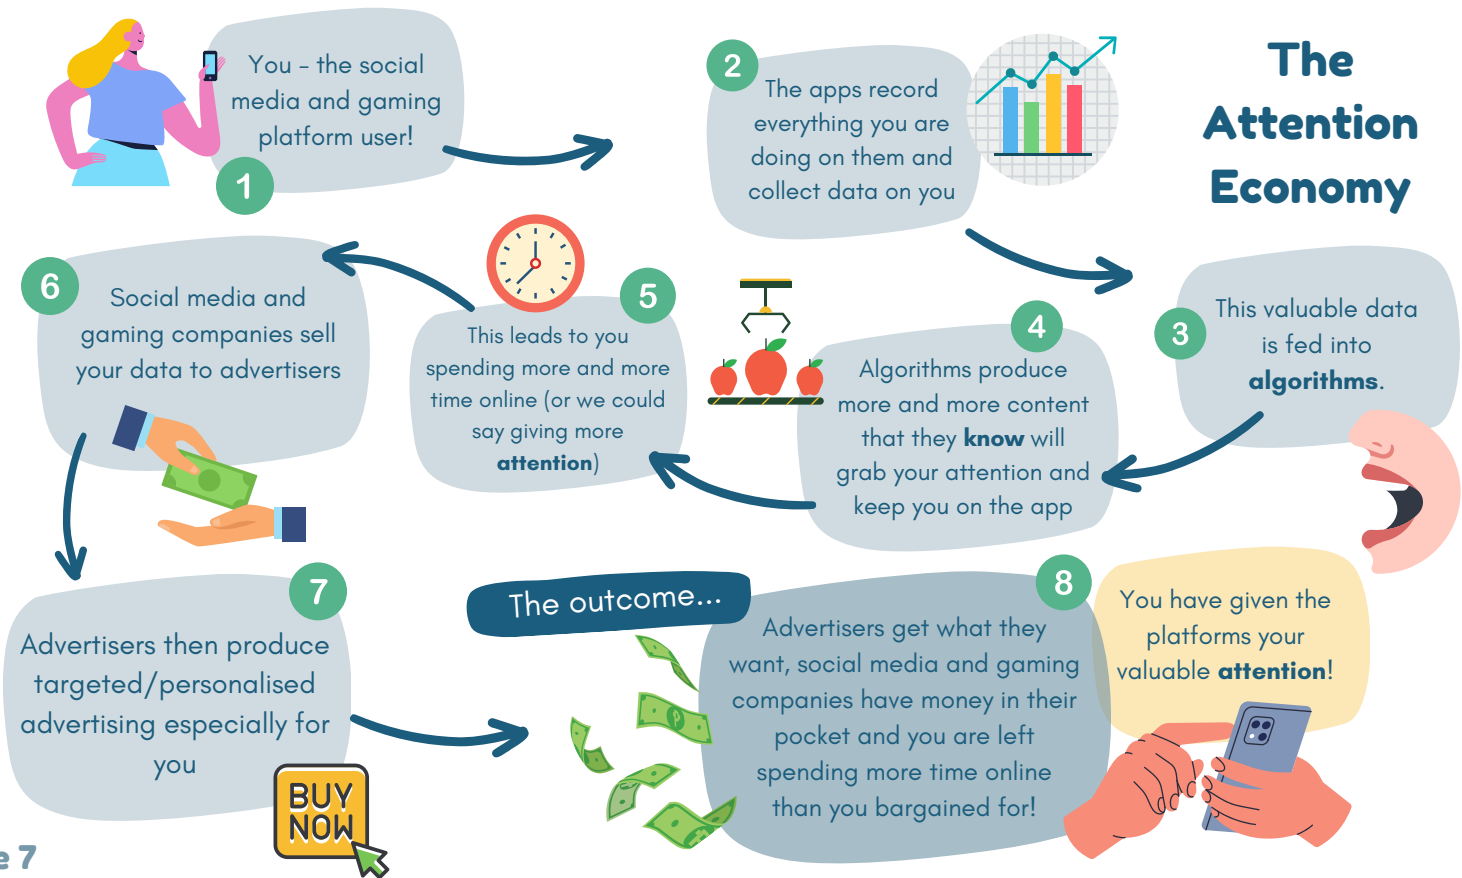 The
Attention
Economy
You - the social
media and gaming
platform user!
1
2
The apps record
everything you are
doing on them and
collect data on you
3
This valuable data
is fed into
algorithms.
4
Algorithms produce
more and more content
that they know will
grab your attention and
keep you on the app
5
This leads to you
spending more and more
time online (or we could
say giving more
attention)
6
Social media and
gaming companies sell
your data to advertisers
7
Advertisers then produce
targeted/personalised
advertising especially for
you
BUY
NOW
The outcome...
8
Advertisers get what they
want, social media and gaming
companies have money in their
pocket and you are left
spending more time online
than you bargained for!
You have given the
platforms your
valuable attention!
e 7